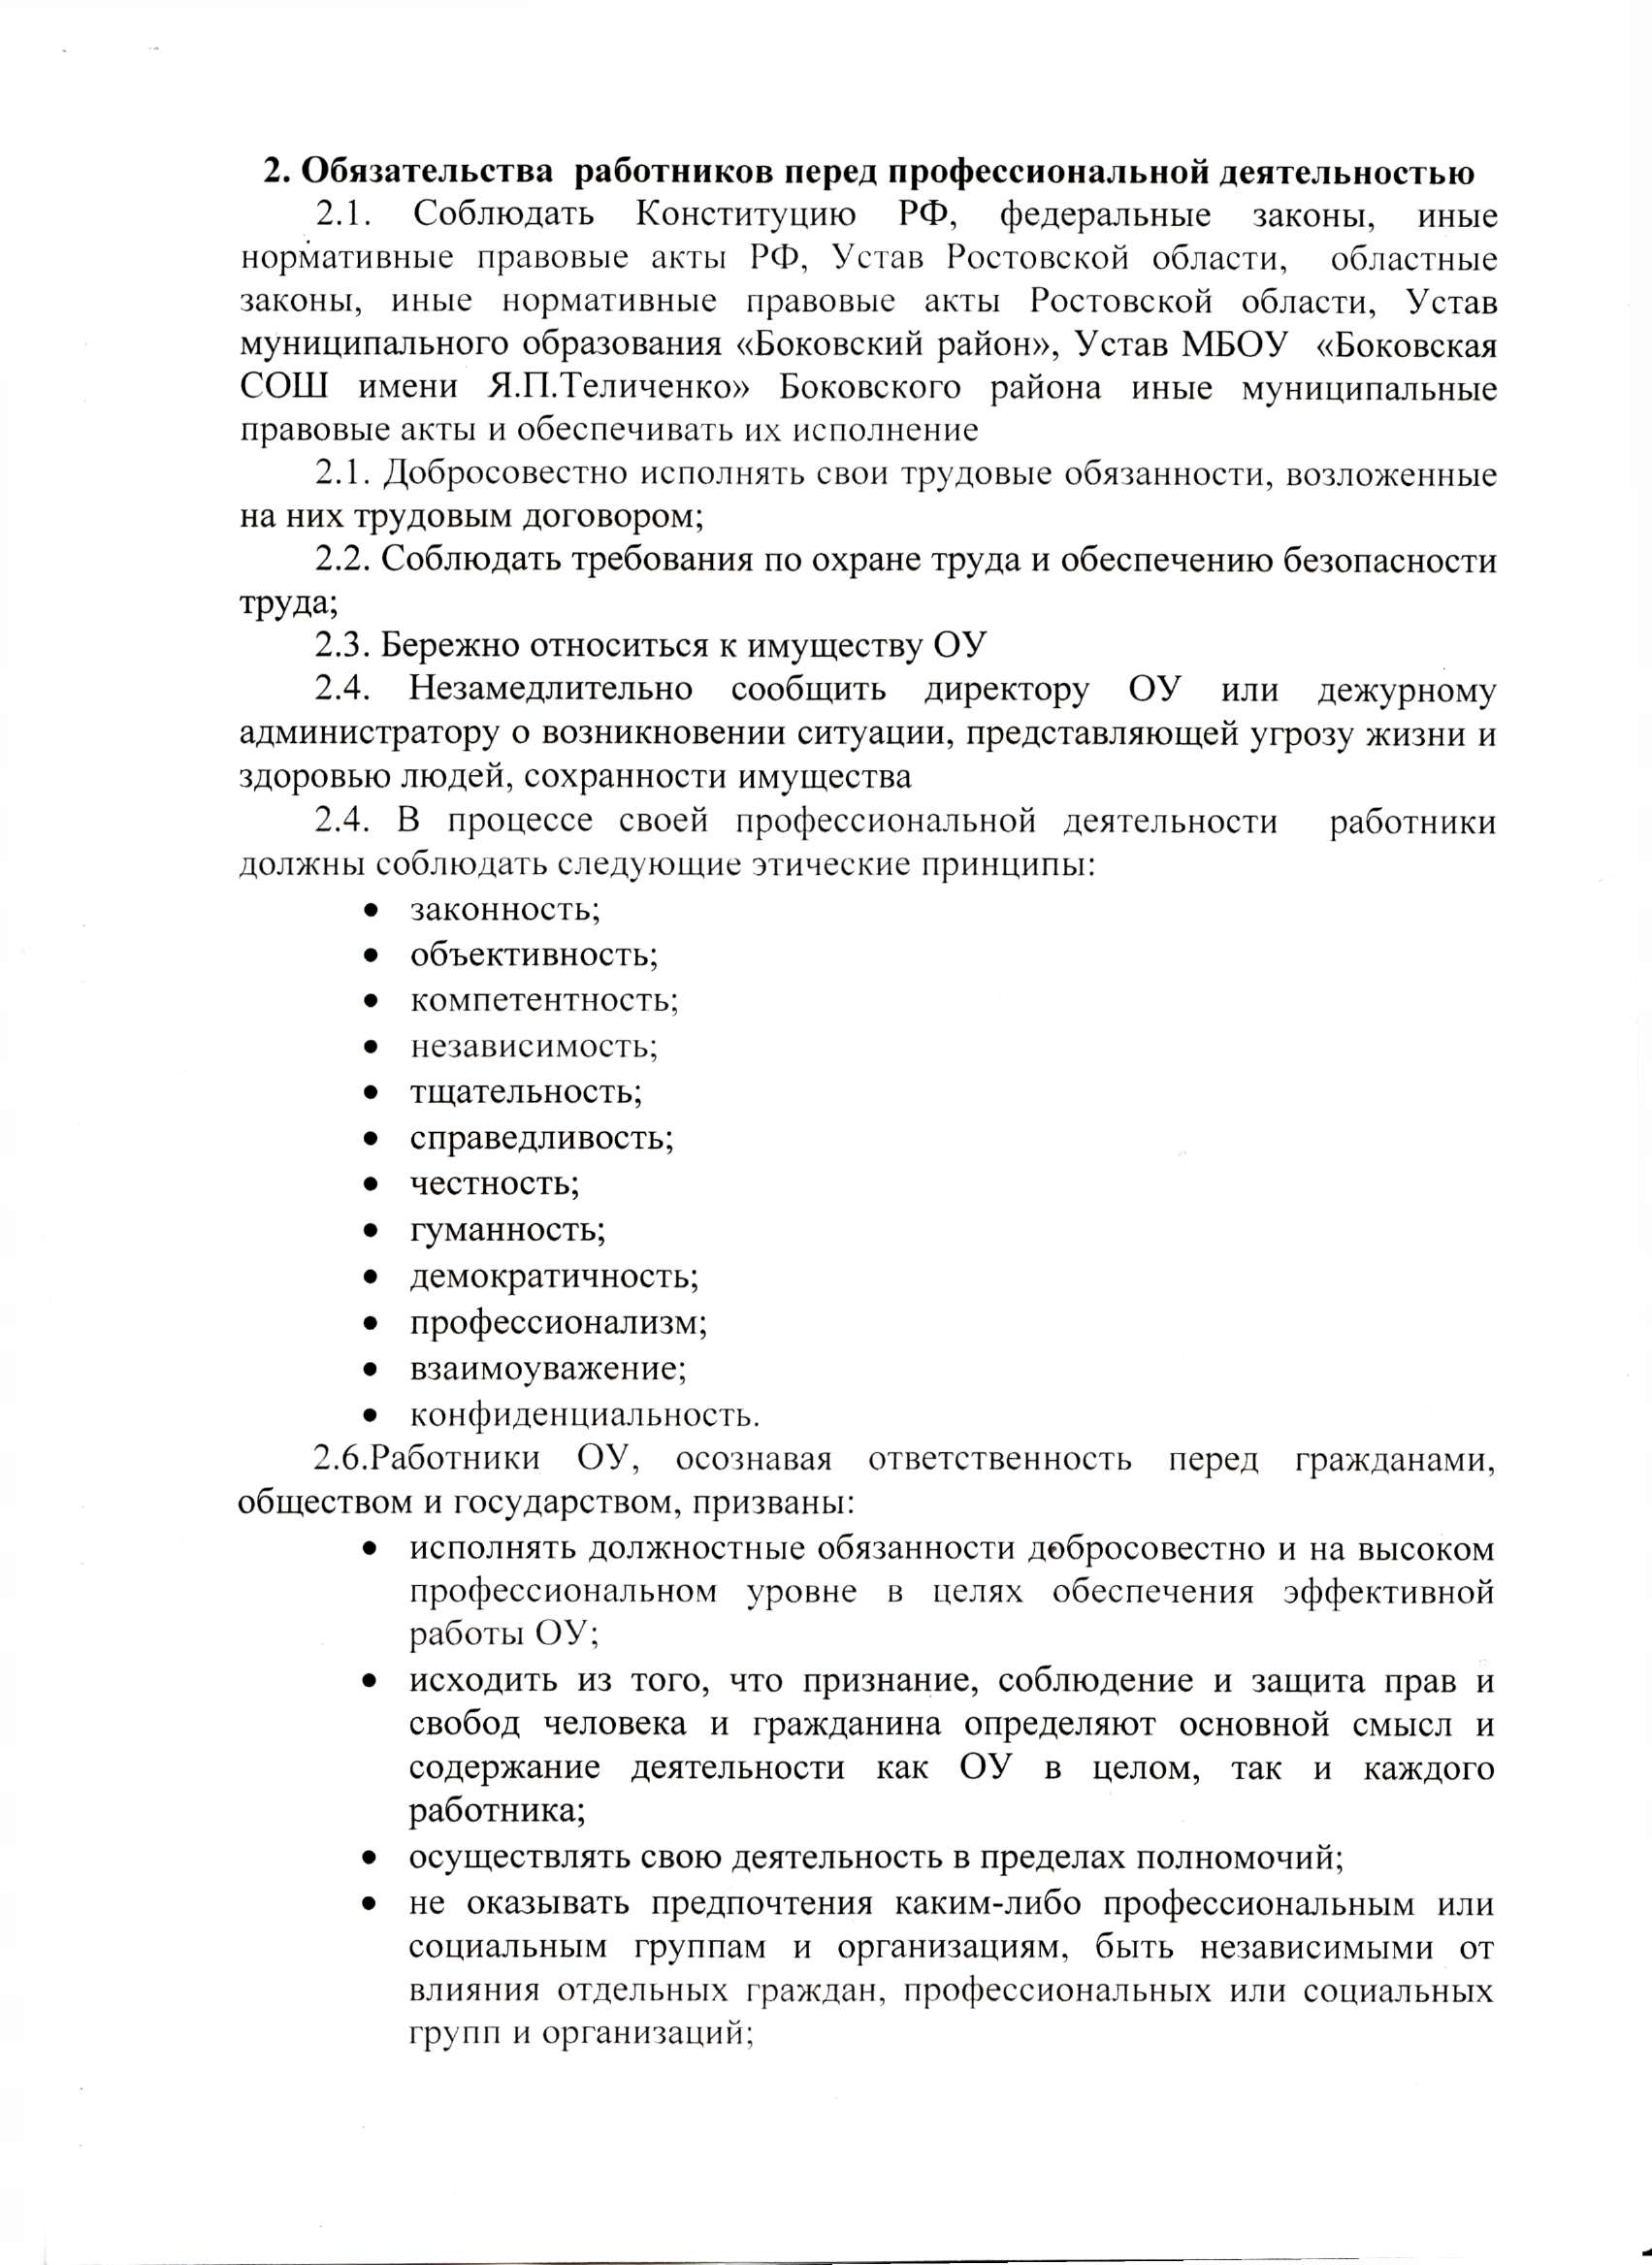 2. Обязательства работников перед профессиональной деятельностью
2.1. Соблюдать Конституцию РФ, федеральные законы, иные
нормативные правовые акты РФ, Устав Ростовской области, областные
законы, иные нормативные правовые акты Ростовской области, Устав
муниципального образования «Боковский район», Устав МБОУ «Боковская
СОШ имени Я.П.Теличенко» Боковского района иные муниципальные
правовые акты и обеспечивать их исполнение
2.1. Добросовестно исполнять свои трудовые обязанности, возложенные
на них трудовым договором;
2.2. Соблюдать требования по охране труда и обеспечению безопасности
труда;
2.3. Бережно относиться к имуществу ОУ
2.4. Незамедлительно сообщить директору ОУ или дежурному
администратору о возникновении ситуации, представляющей угрозу жизни и
здоровью людей, сохранности имущества
2.4. В процессе своей профессиональной деятельности работники
должны соблюдать следующие этические принципы:
• законность;
• объективность;
• компетентность;
• независимость;
• тщательность;
• справедливость;
• честность;
• гуманность;
• демократичность;
• профессионализм;
• взаимоуважение;
• конфиденциальность.
2.6.Работники ОУ, осознавая ответственность перед гражданами,
обществом и государством, призваны:
• исполнять должностные обязанности добросовестно и на высоком
профессиональном уровне в целях обеспечения эффективной
работы ОУ;
• исходить из того, что признание, соблюдение и защита прав и
свобод человека и гражданина определяют основной смысл и
содержание деятельности как ОУ в целом, так и каждого
работника;
• осуществлять свою деятельность в пределах полномочий;
• не оказывать предпочтения каким-либо профессиональным или
социальным группам и организациям, быть независимыми от
влияния отдельных граждан, профессиональных или социальных
групп и организаций;